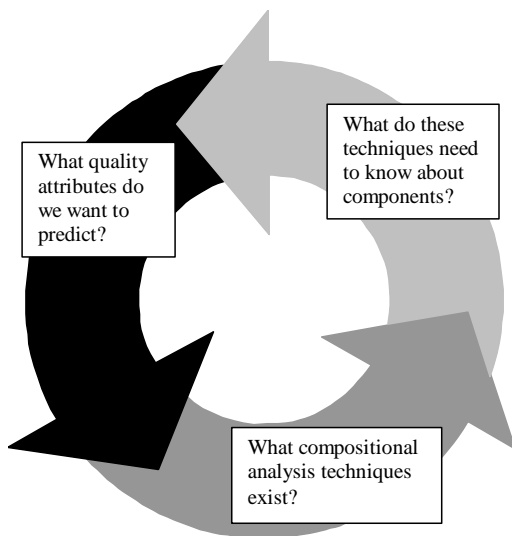 What quality
attributes do
we want to
predict?
What do these
techniques need
to know about
components?
What compositional
analysis techniques
exist?